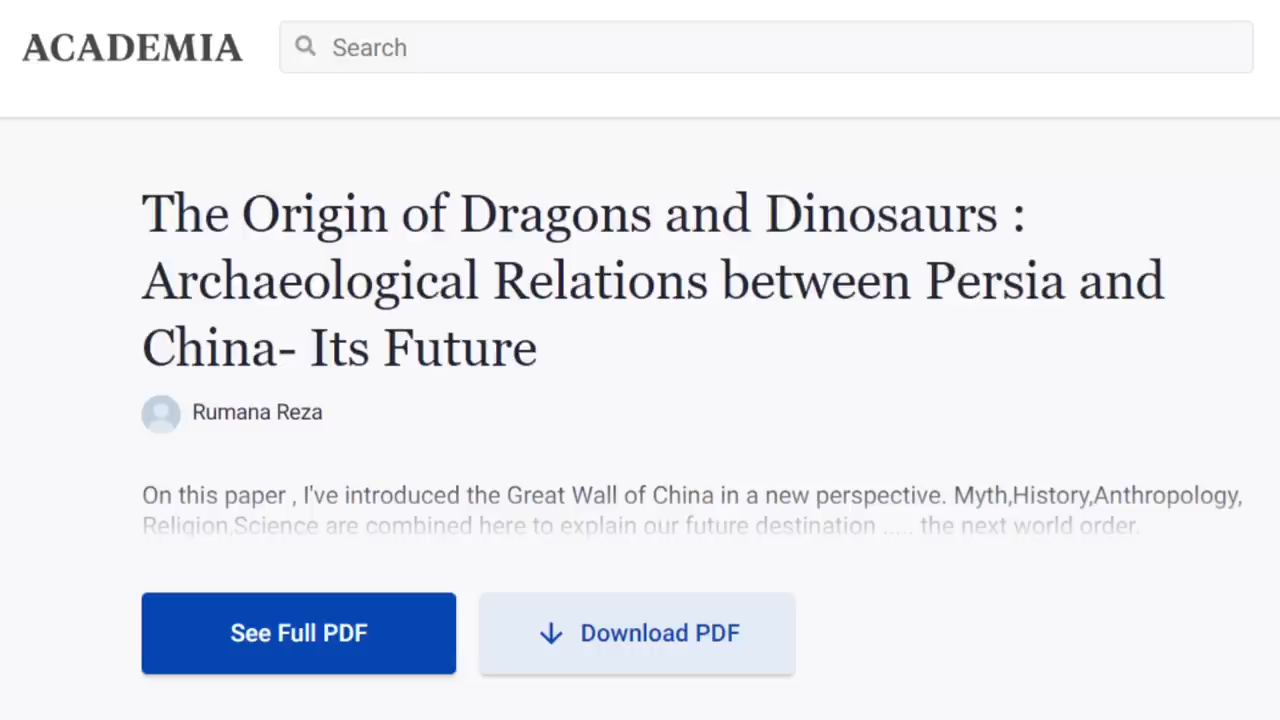 ACADEMIA
Search
The Origin of Dragons and Dinosaurs :
Archaeological Relations between Persia and
China- Its Future
Rumana Reza
On this paper , I've introduced the Great Wall of China in a new perspective. Myth,History,Anthropology,
Religion,Science are combined here to explain our future destination ..... the next world order.
See Full PDF
Download PDF